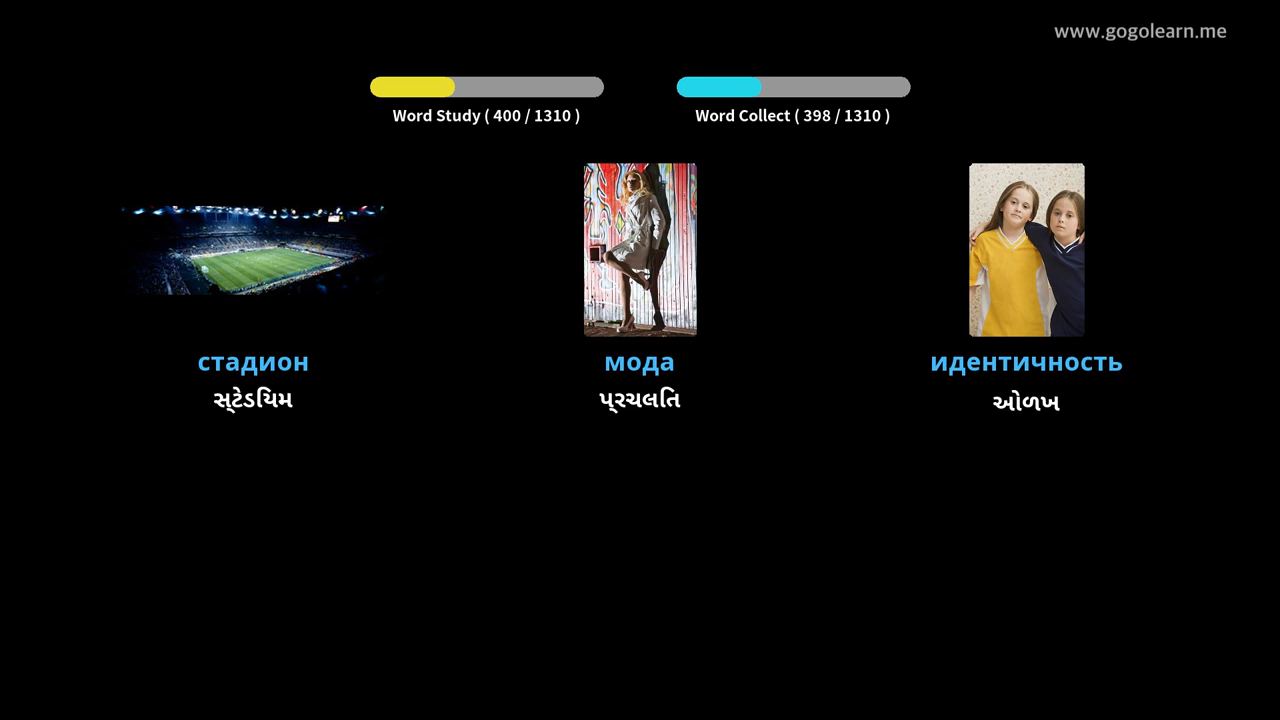 www.gogolearn.me
Word Study ( 400 / 1310 )
Word Collect ( 398 / 1310 )
стадион
સ્ટેડિયમ
мода
પ્રચલિત
идентичность
ઓળખ